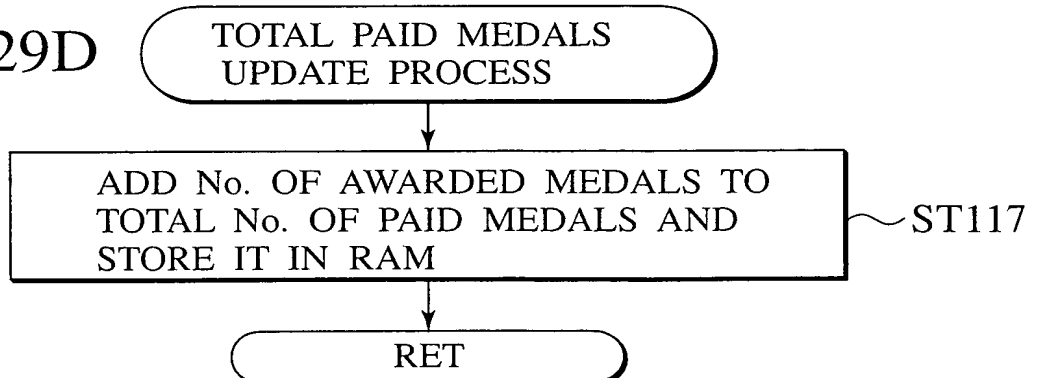 29D
TOTAL PAID MEDALS
UPDATE PROCESS
ADD No. OF AWARDED MEDALS TO
TOTAL No. OF PAID MEDALS AND
STORE IT IN RAM
ST117
RET